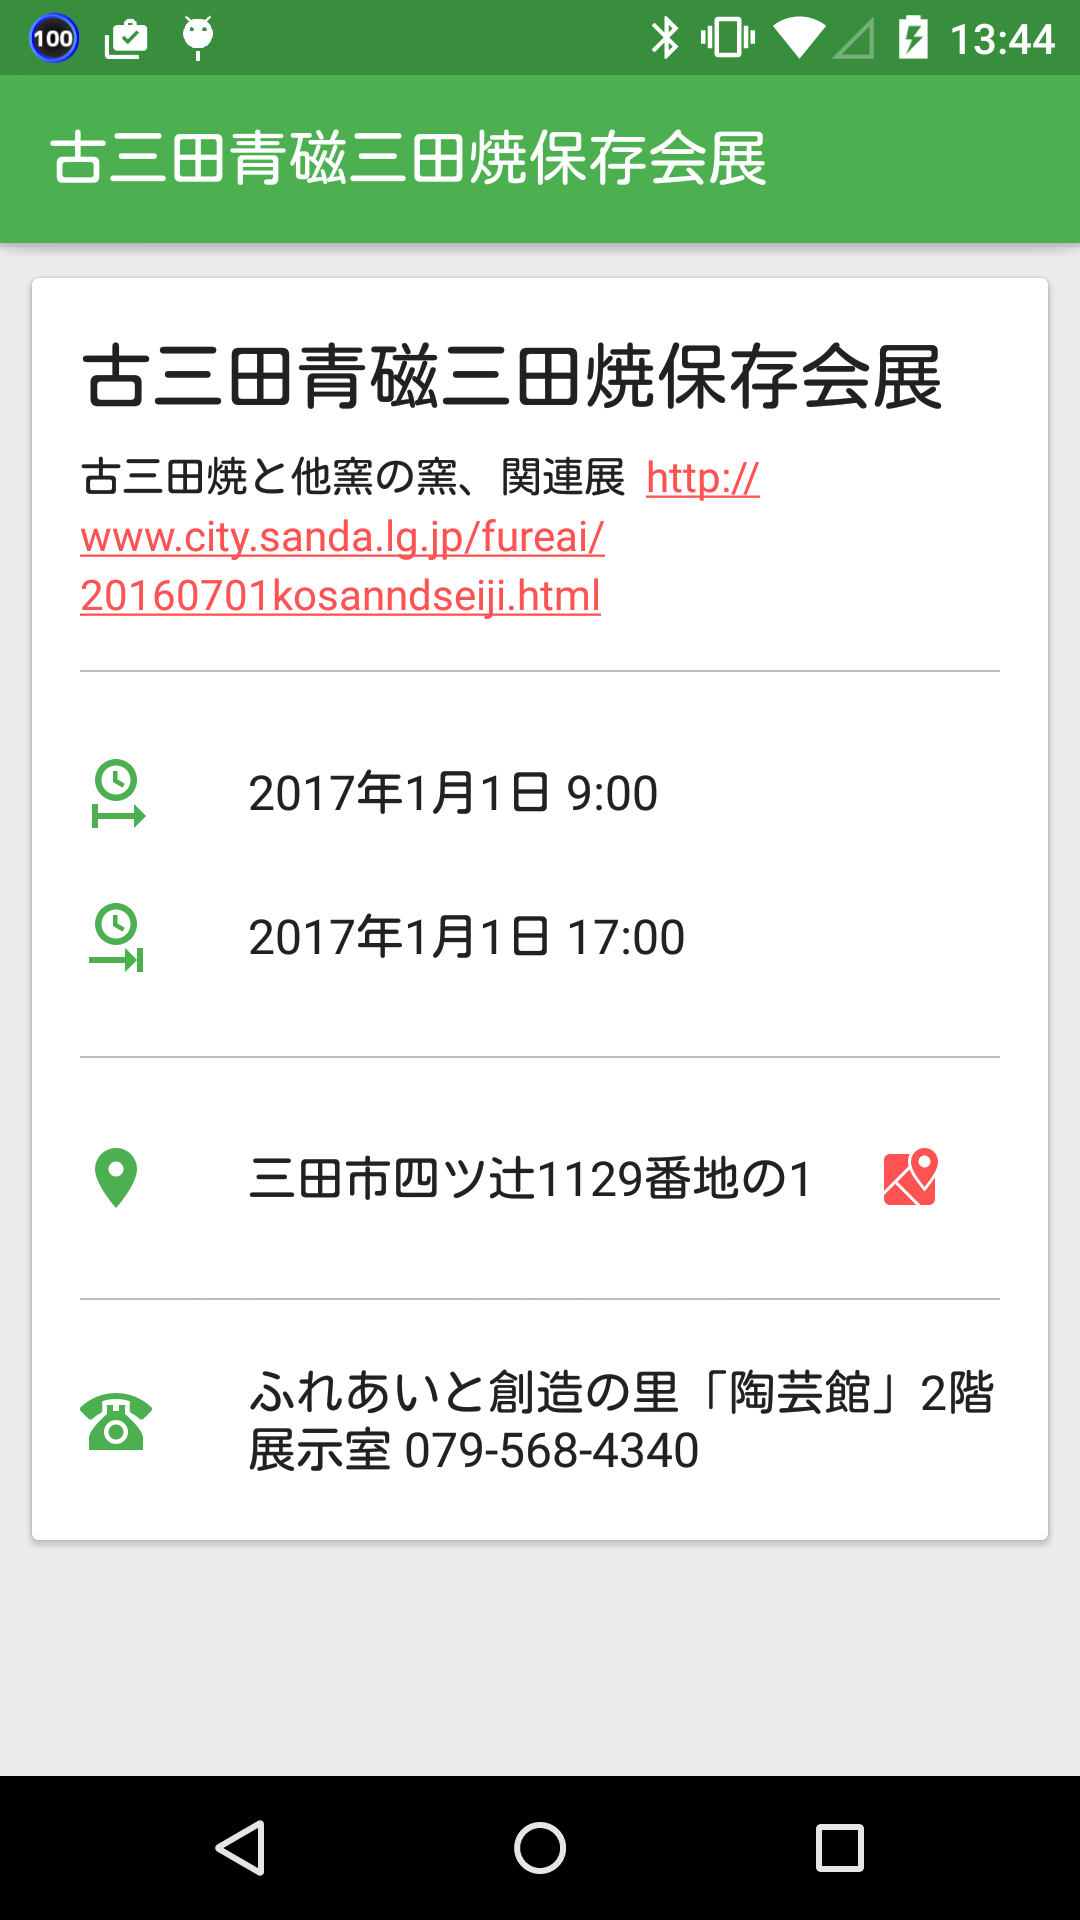 100
13:44
古三田青磁三田焼保存会展
古三田青磁三田焼保存会展
古三田焼と他窯の窯、関連展 http://
www.city.sanda.lg.jp/fureai/
20160701kosanndseiji.html
2017年1月1日 9:00
2017年1月1日 17:00
三田市四ツ辻1129番地の1
ふれあいと創造の里「陶芸館」2階
展示室 079-568-4340